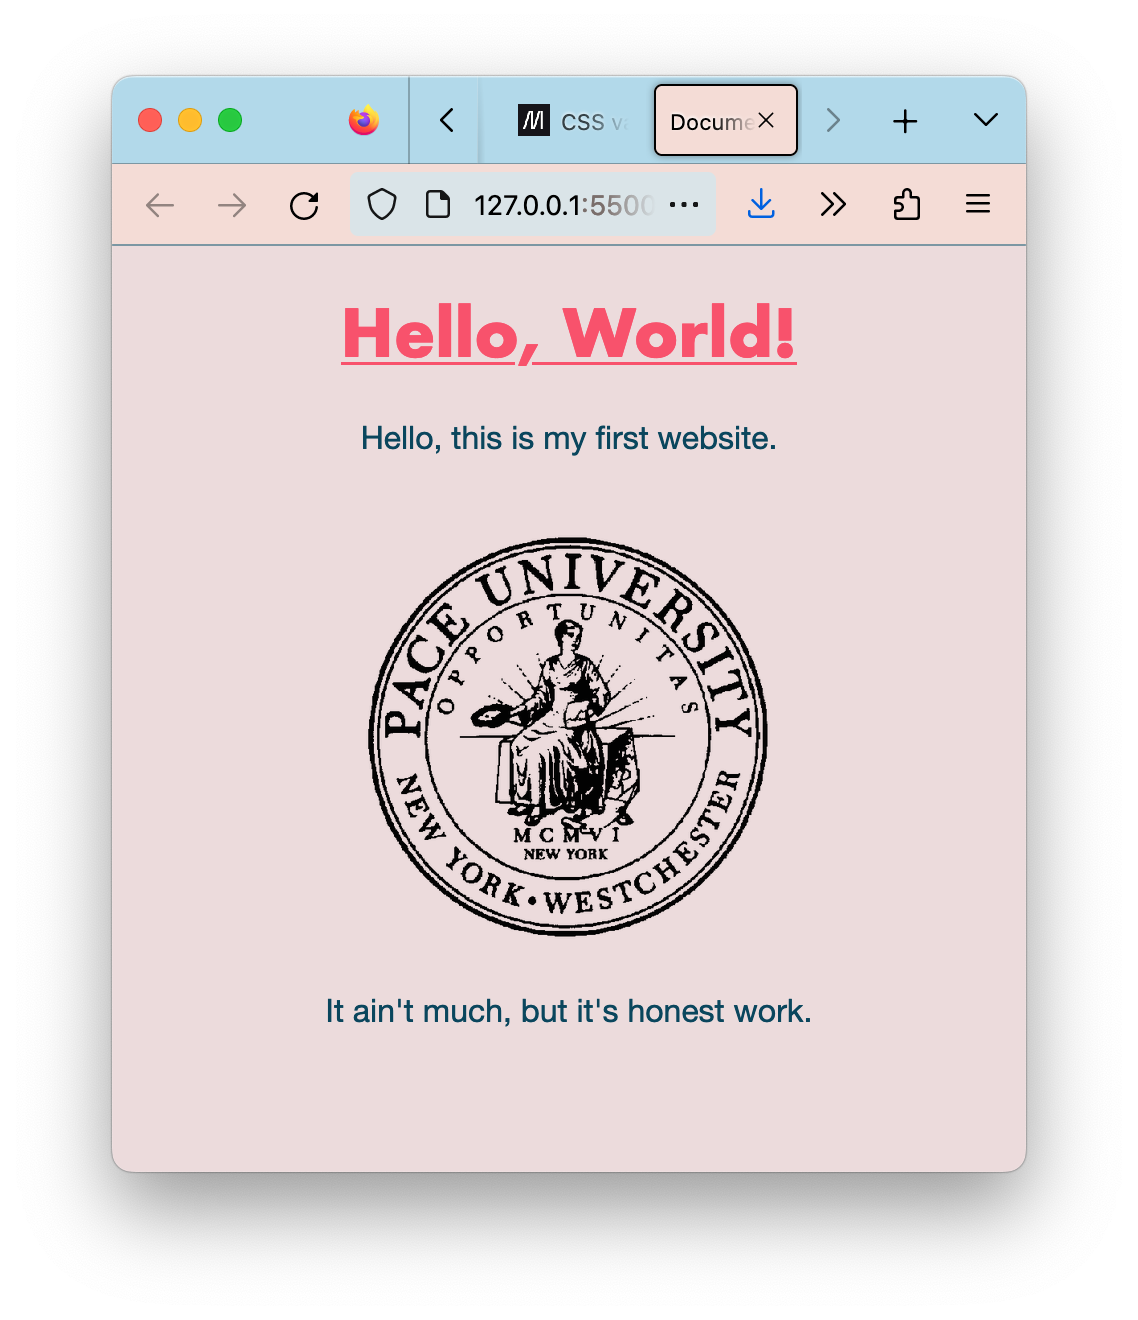 CSS va
Docume
127.0.0.1:5500
Hello, World!
Hello, this is my first website.
PACE UNIVERSITY
OPPORTUNITAS
MCMVI
NEW YORK
NEW YORK•WESTCHESTER
It ain't much, but it's honest work.